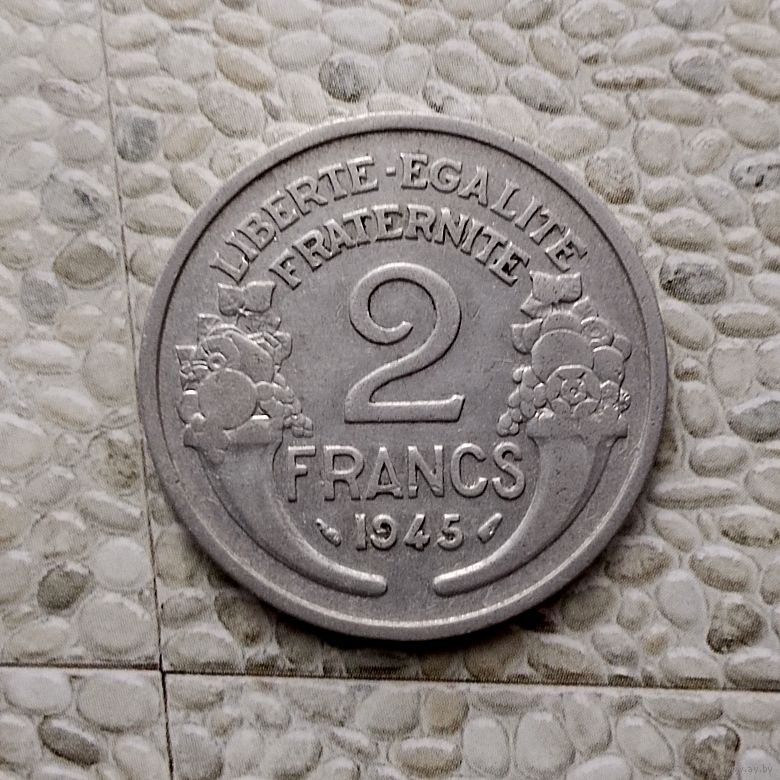 LIBERTE-EGALITE
FRATERNITE
2
FRANCS
1945